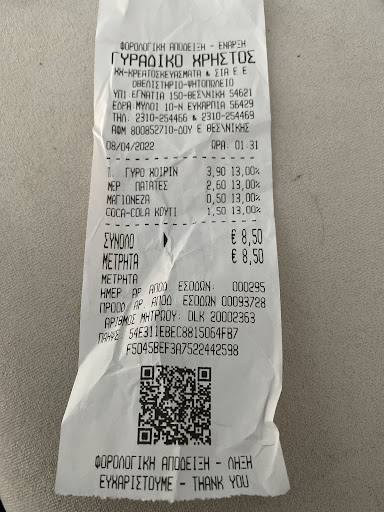 ΦΟΡΟΛΟΓΙΚΗ ΑΠΟΔΕΙΞΗ - ΕΝΑΡΞΗ
ΓΥΡΑΔΙΚΟ ΧΡΗΣΤΟΣ
ΧΧ-ΚΡΕΑΤΟΣΚΕΥΑΣΜΑΤΑ & ΣΙΑ Ε.Ε
ΟΒΕΛΙΣΤΗΡΙΟ-ΨΗΤΟΠΩΛΕΙΟ
ΥΠ1 ΕΓΝΑΤΙΑ 150-ΘΕΣ\ΝΙΚΗ 54621
ΕΔΡΑ ΜΥΛΟΙ 10-Ν ΕΥΚΑΡΠΙΑ 56429
ΤΗΛ: 2310-254466 & 2310-254469
ΑΦΜ 800852710-ΔΟΥ Ε ΘΕΣ\ΝΙΚΗΣ
08/04/2022 ΩΡΑ: 01:31
Τ. ΓΥΡΟ ΧΟΙΡΙΝ 3,90 13,00%
ΜΕΡ ΠΑΤΑΤΕΣ 2,60 13,00%
ΜΑΓΙΟΝΕΖΑ 0,50 13,00%
COCA-COLA ΚΟΥΤΙ 1,50 13,00%
ΣΥΝΟΛΟ € 8,50
ΜΕΤΡΗΤΑ € 8,50
ΜΕΤΡΗΤΑ
ΗΜΕΡ. ΑΡ. ΑΠΟΔ. ΕΣΟΔΩΝ: 000295
ΠΡΟΟΔ. ΑΡ. ΑΠΟΔ. ΕΣΟΔΩΝ 00093728
ΑΡΙΘΜΟΣ ΜΗΤΡΩΟΥ: DLK 20002363
ΠΑΗΨΣ: 54E311EBEC8815064FB7
F5045BEF3A7522442598
ΦΟΡΟΛΟΓΙΚΗ ΑΠΟΔΕΙΞΗ - ΛΗΞΗ
ΕΥΧΑΡΙΣΤΟΥΜΕ - THANK YOU